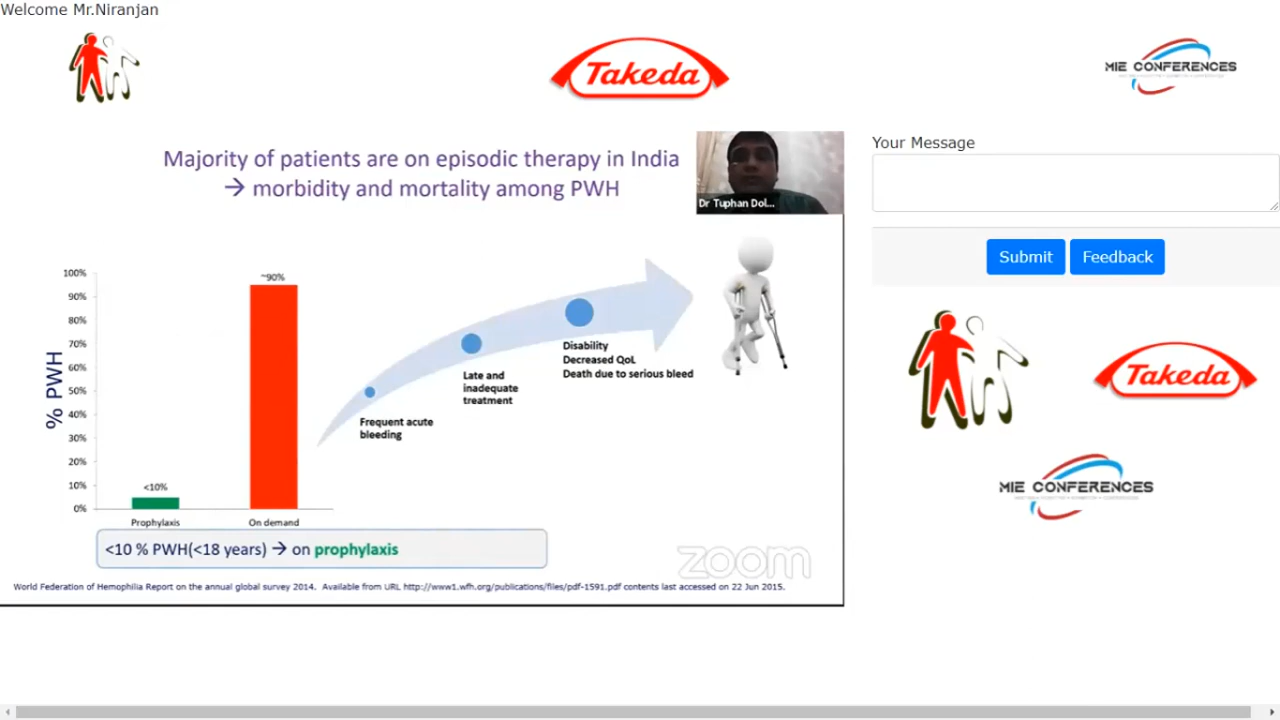 Welcome Mr.Niranjan
Takeda
MIE CONFERENCES
Majority of patients are on episodic therapy in India
→ morbidity and mortality among PWH
Dr Tuphan Dol...
Your Message
Submit
Feedback
% PWH
100%
90%
80%
70%
60%
50%
40%
30%
20%
10%
0%
<10%
~90%
Prophylaxis
On demand
Frequent acute
bleeding
Late and
inadequate
treatment
Disability
Decreased QoL
Death due to serious bleed
<10 % PWH(<18 years) → on prophylaxis
zoom
World Federation of Hemophilia Report on the annual global survey 2014. Available from URL http://www1.wfh.org/publications/files/pdf-1591.pdf contents last accessed on 22 Jun 2015.
Takeda
MIE CONFERENCES